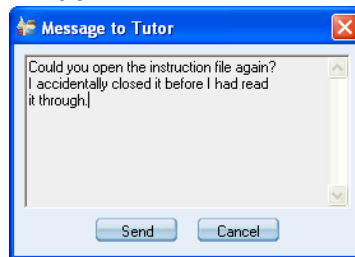 Message to Tutor
Could you open the instruction file again?
I accidentally closed it before I had read
it through.
Send
Cancel